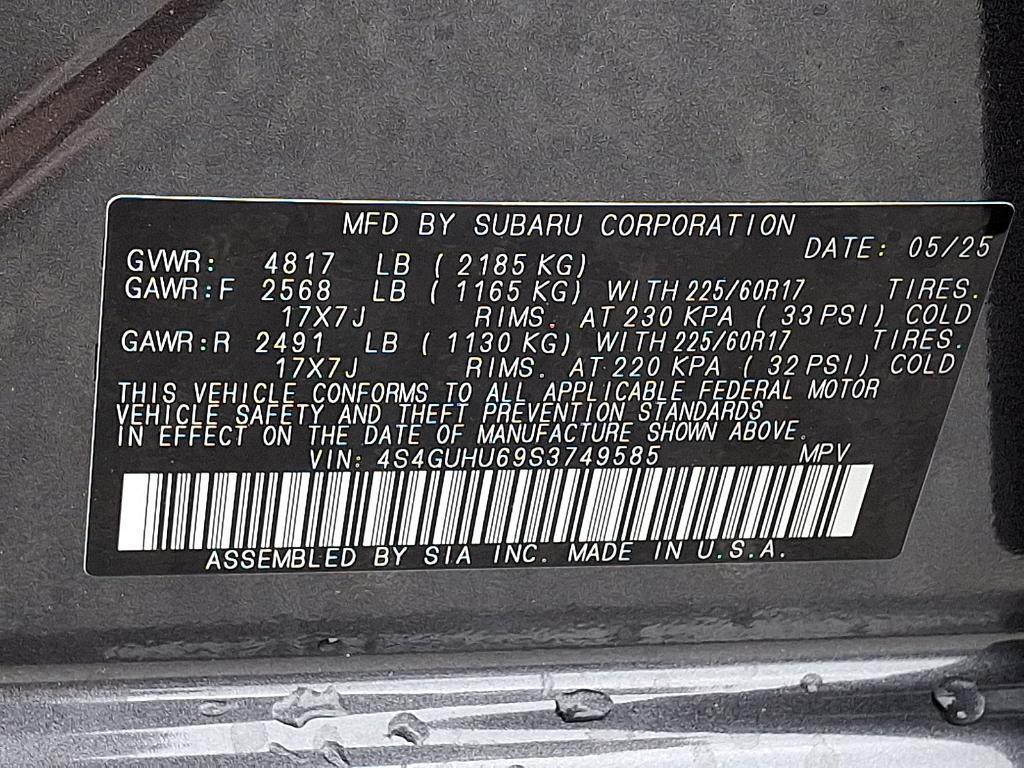 MFD BY SUBARU CORPORATION
DATE: 05/25
GVWR: 4817 LB ( 2185 KG)
GAWR:F 2568 LB ( 1165 KG) WITH 225/60R17 TIRES.
17X7J RIMS. AT 230 KPA ( 33 PSI) COLD
GAWR:R 2491 LB ( 1130 KG) WITH 225/60R17 TIRES.
17X7J RIMS. AT 220 KPA ( 32 PSI) COLD
THIS VEHICLE CONFORMS TO ALL APPLICABLE FEDERAL MOTOR
VEHICLE SAFETY AND THEFT PREVENTION STANDARDS
IN EFFECT ON THE DATE OF MANUFACTURE SHOWN ABOVE.
VIN: 4S4GUHU69S3749585 MPV
ASSEMBLED BY SIA INC. MADE IN U.S.A.